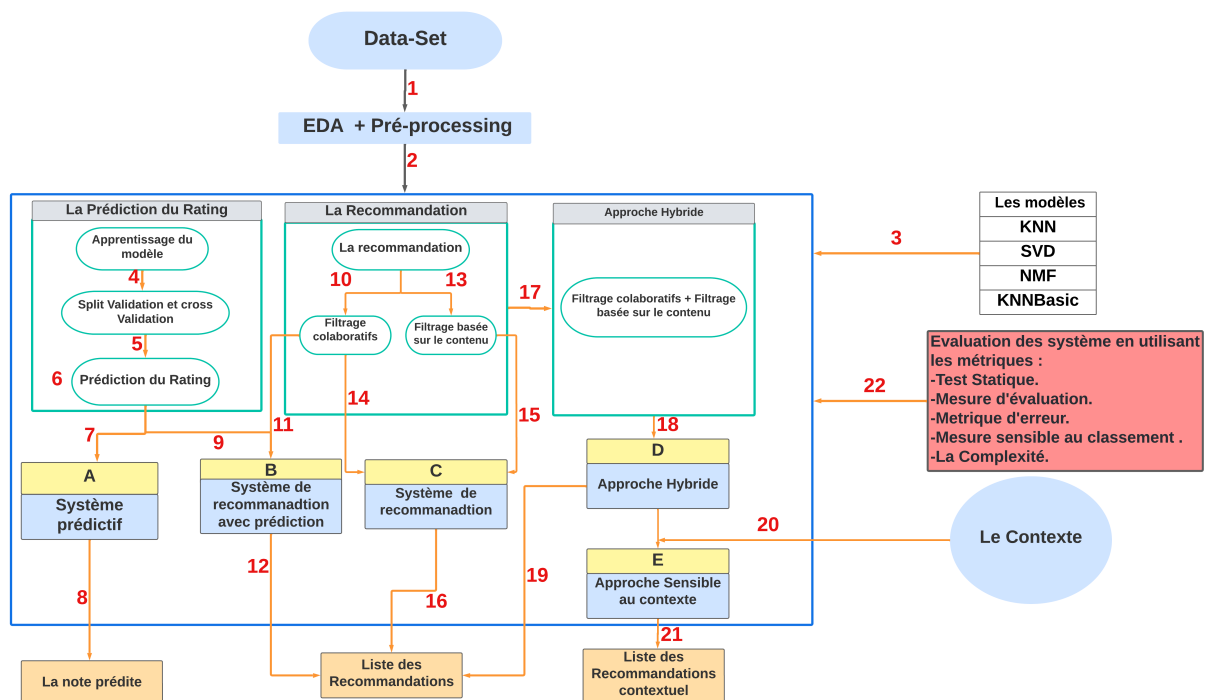 Data-Set
1
EDA + Pré-processing
2
La Prédiction du Rating
Apprentissage du
modèle
4
Split Validation et cross
Validation
5
6
Prédiction du Rating
7
9
La Recommandation
La recommandation
10
13
Filtrage
colaboratifs
Filtrage basée
sur le contenu
11
14
15
17
Approche Hybride
Filtrage colaboratifs + Filtrage
basée sur le contenu
18
3
Les modèles
KNN
SVD
NMF
KNNBasic
22
Evaluation des système en utilisant
les métriques :
-Test Statique.
-Mesure d'évaluation.
-Metrique d'erreur.
-Mesure sensible au classement .
-La Complexité.
A
Système
prédictif
B
Système de
recommanadtion
avec prédiction
C
Système de
recommanadtion
D
Approche Hybride
20
Le Contexte
E
Approche Sensible
au contexte
8
12
16
19
21
La note prédite
Liste des
Recommandations
Liste des
Recommandations
contextuel